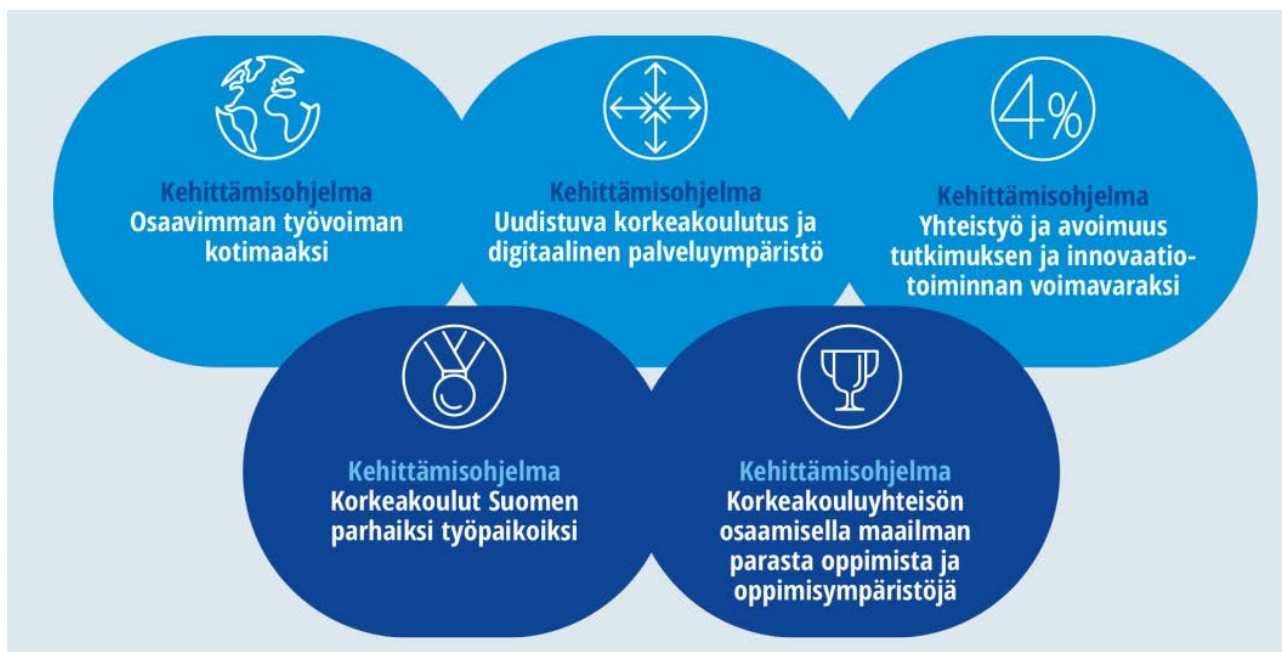 Kehittämisohjelma
Osaavimman työvoiman
kotimaaksi
Kehittämisohjelma
Uudistuva korkeakoulutus ja
digitaalinen palveluympäristö
4%
Kehittämisohjelma
Yhteistyö ja avoimuus
tutkimuksen ja innovaatio-
toiminnan voimavaraksi
Kehittämisohjelma
Korkeakoulut Suomen
parhaiksi työpaikoiksi
Kehittämisohjelma
Korkeakouluyhteisön
osaamisella maailman
parasta oppimista ja
oppimisympäristöjä